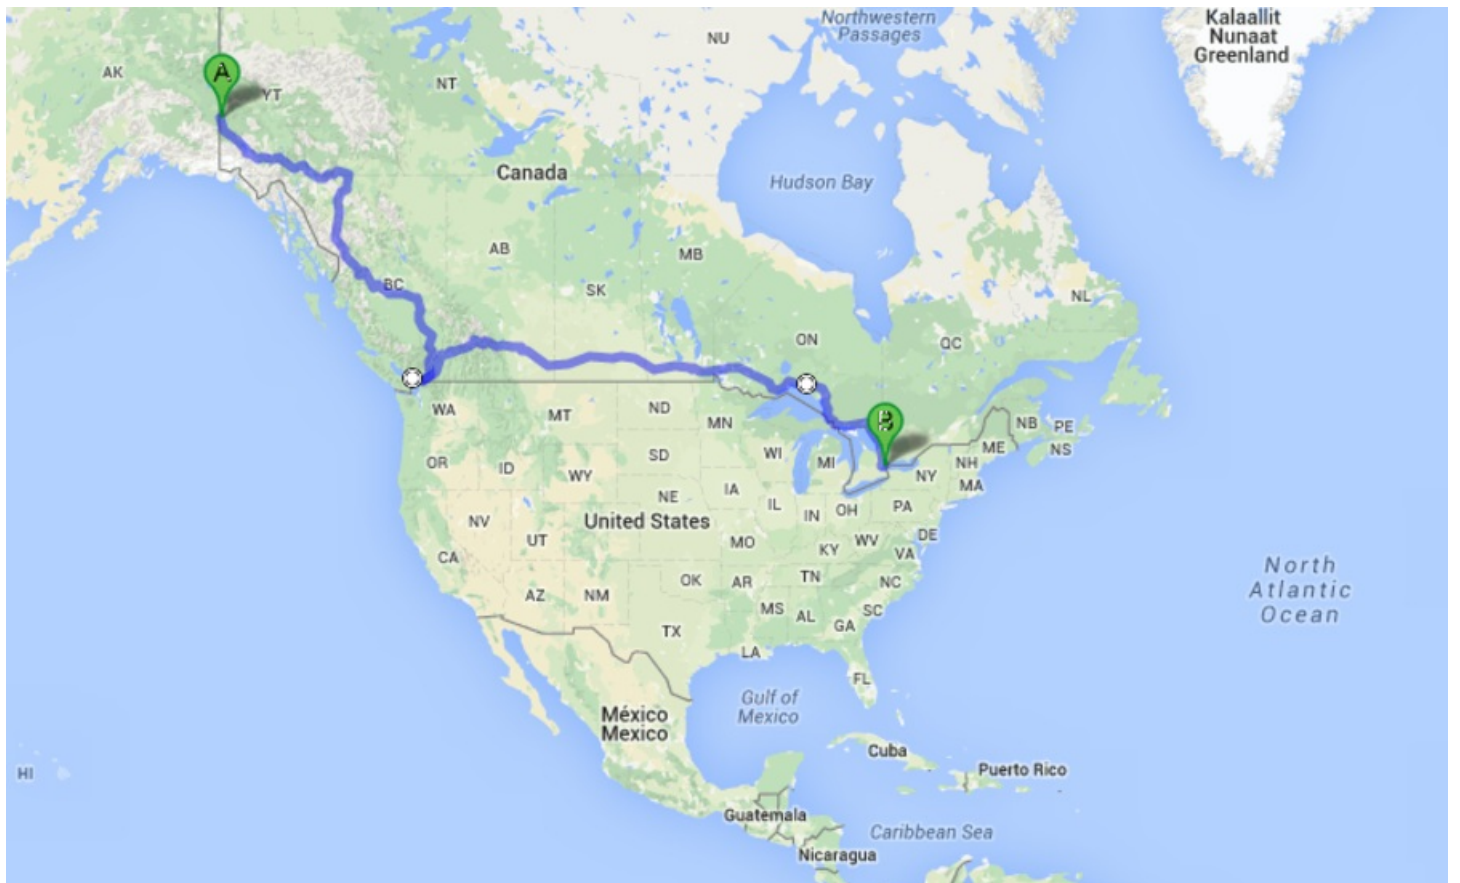 Northwestern
Passages
Kalaallit
Nunaat
Greenland
NU
AK
A
YT
NT
Canada
Hudson Bay
AB
MB
BC
SK
NL
ON
QC
WA
MT
ND
MN
B
NB
PE
NS
ME
OR
ID
WY
SD
WI
MI
NY
NH
MA
NE
IA
IL
IN
OH
PA
NV
UT
United States
MO
KY
WV
VA
DE
CA
AZ
NM
OK
AR
TN
NC
MS
AL
GA
SC
TX
LA
FL
North
Atlantic
Ocean
Gulf of
Mexico
México
Mexico
Cuba
Puerto Rico
HI
Guatemala
Caribbean Sea
Nicaragua